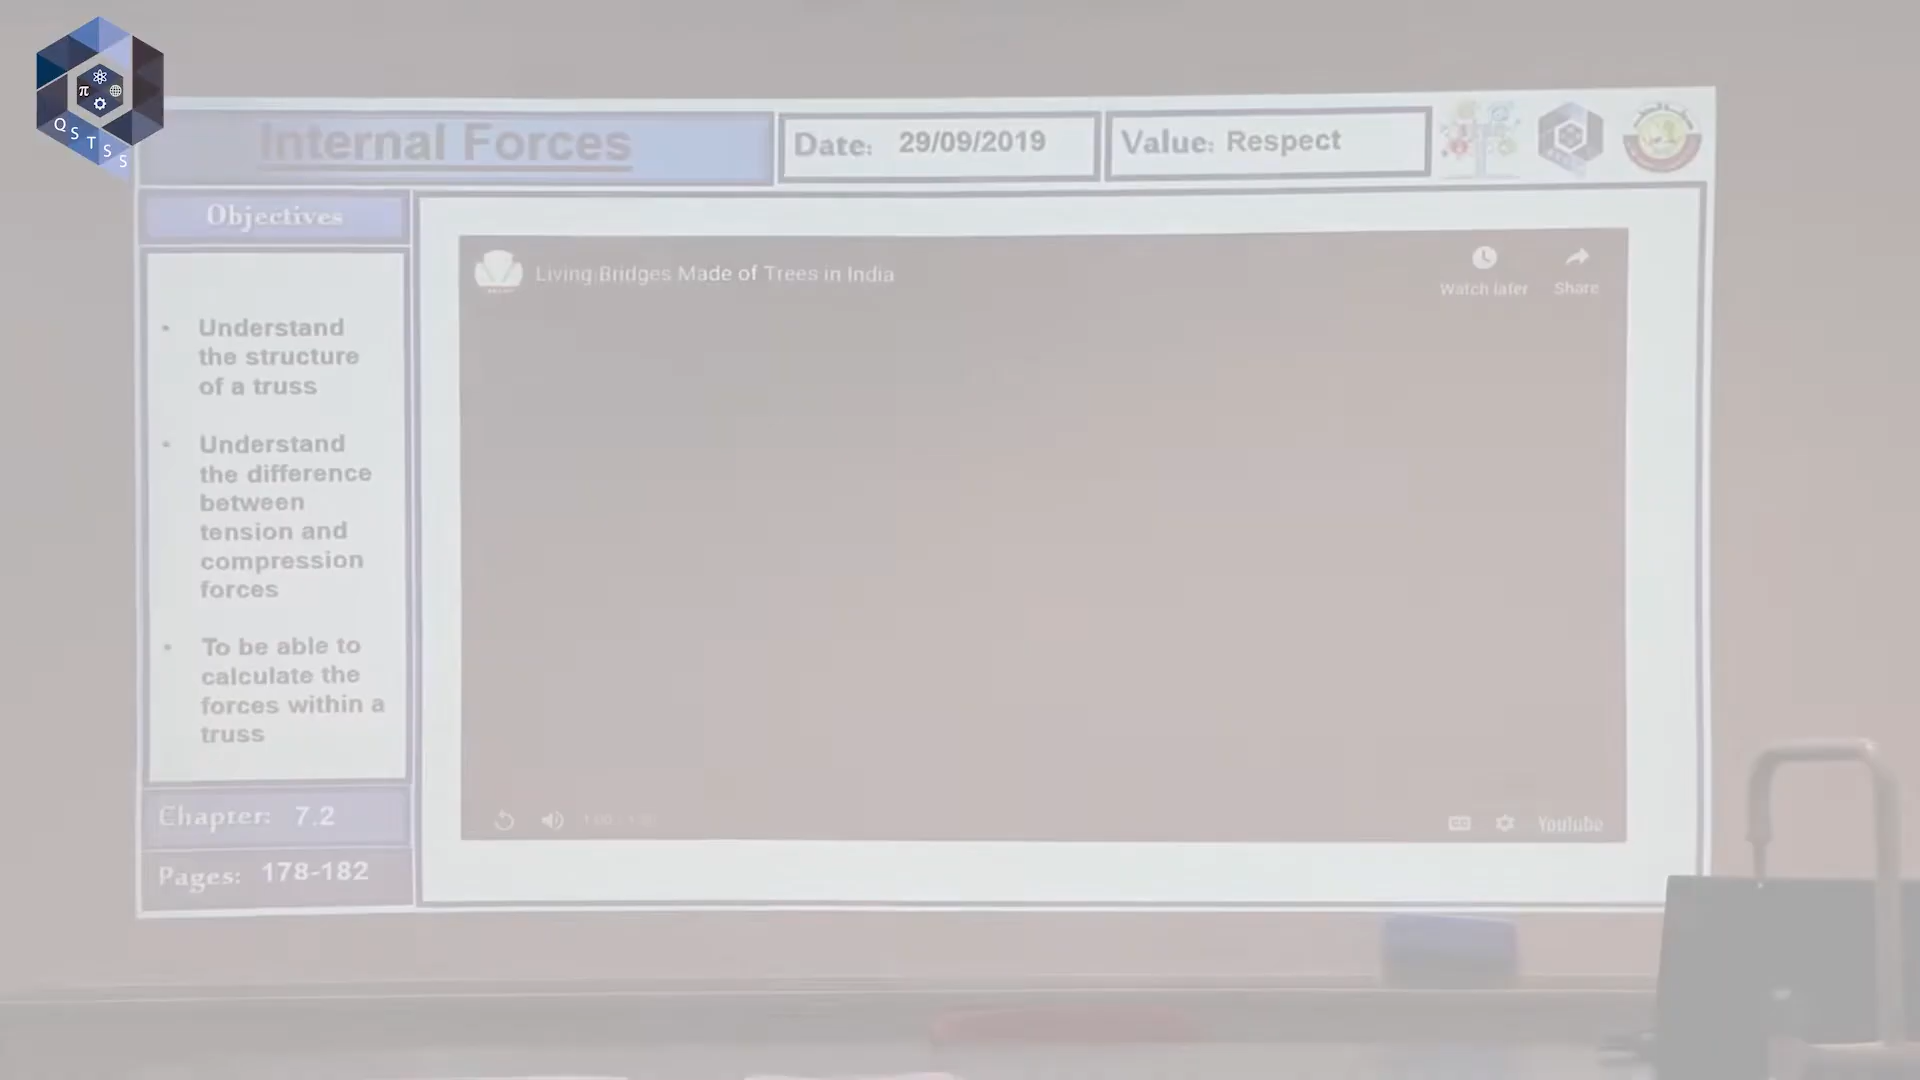 QSTSS
π
Internal Forces
Date: 29/09/2019
Value: Respect
Objectives
• Understand
the structure
of a truss
• Understand
the difference
between
tension and
compression
forces
• To be able to
calculate the
forces within a
truss
Chapter: 7.2
Pages: 178-182
Living Bridges Made of Trees in India
Watch later
Share
CC
YouTube